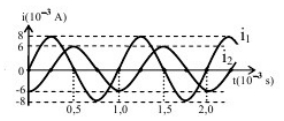 i(10⁻³ A)
8
6
0
-6
-8
i₁
i₂
t(10⁻³ s)
0,5
1,0
1,5
2,0